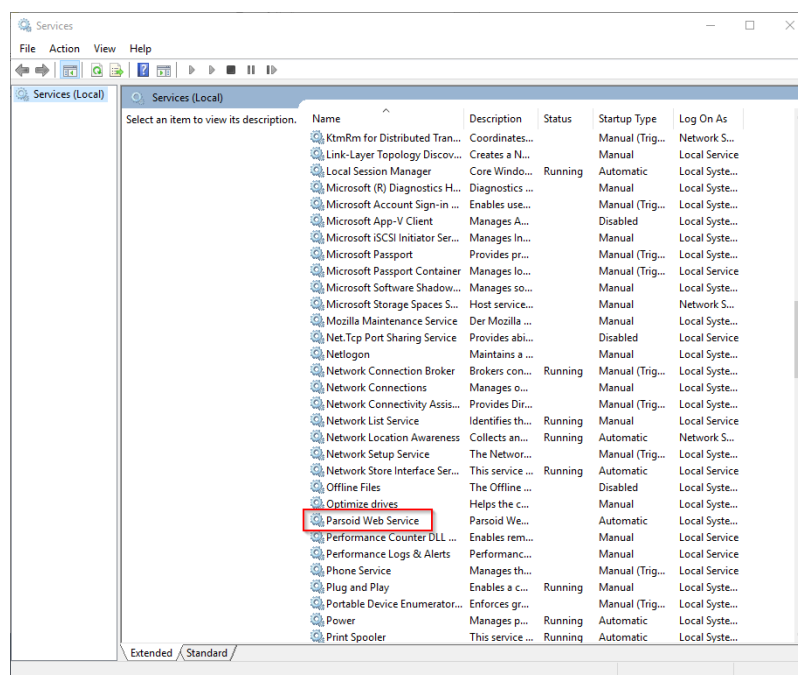 Services
File Action View Help
Services (Local)
Services (Local)
Select an item to view its description.
Name Description Status Startup Type Log On As
KtmRm for Distributed Tran... Coordinates... Manual (Trig... Network S...
Link-Layer Topology Discov... Creates a N... Manual Local Service
Local Session Manager Core Windo... Running Automatic Local Syste...
Microsoft (R) Diagnostics H... Diagnostics ... Manual Local Syste...
Microsoft Account Sign-in ... Enables use... Manual (Trig... Local Syste...
Microsoft App-V Client Manages A... Disabled Local Syste...
Microsoft iSCSI Initiator Ser... Manages In... Manual Local Syste...
Microsoft Passport Provides pr... Manual (Trig... Local Syste...
Microsoft Passport Container Manages lo... Manual (Trig... Local Service
Microsoft Software Shadow... Manages so... Manual Local Syste...
Microsoft Storage Spaces S... Host service... Manual Network S...
Mozilla Maintenance Service Der Mozilla ... Manual Local Syste...
Net.Tcp Port Sharing Service Provides abi... Disabled Local Service
Netlogon Maintains a ... Manual Local Syste...
Network Connection Broker Brokers con... Running Manual (Trig... Local Syste...
Network Connections Manages o... Manual Local Syste...
Network Connectivity Assis... Provides Dir... Manual (Trig... Local Syste...
Network List Service Identifies th... Running Manual Local Service
Network Location Awareness Collects an... Running Automatic Network S...
Network Setup Service The Networ... Manual (Trig... Local Syste...
Network Store Interface Ser... This service ... Running Automatic Local Service
Offline Files The Offline ... Disabled Local Syste...
Optimize drives Helps the c... Manual Local Syste...
Parsoid Web Service Parsoid We... Automatic Local Syste...
Performance Counter DLL ... Enables rem... Manual Local Service
Performance Logs & Alerts Performanc... Manual Local Service
Phone Service Manages th... Manual (Trig... Local Service
Plug and Play Enables a c... Running Manual Local Syste...
Portable Device Enumerator... Enforces gr... Manual (Trig... Local Syste...
Power Manages p... Running Automatic Local Syste...
Print Spooler This service ... Running Automatic Local Syste...
Extended Standard